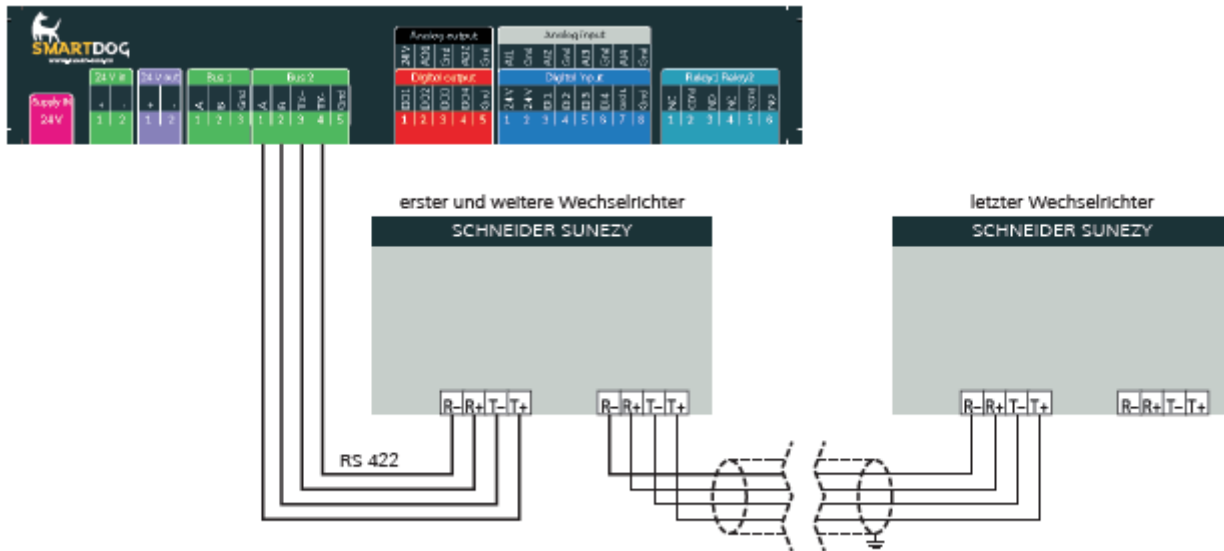 SMARTDOG
Analog output
Analog input
24V AO1 Gnd AO2 Gnd
AI1 Gnd AI2 Gnd AI3 Gnd AI4 Gnd
24 V in
24 V out
Bus 1
Bus 2
Digital output
Digital input
Relay1 Relay2
Supply IN
24V
+ -
+ -
A B Gnd
A B TX+ TX- Gnd
DO1 DO2 DO3 DO4 Gnd
24V 24V DI1 DI2 DI3 DI4 Gnd
NC NO NC NO
1 2
1 2
1 2 3
1 2 3 4 5
1 2 3 4 5
1 2 3 4 5 6 7 8
1 2 3 4 5 6
erster und weitere Wechselrichter
letzter Wechselrichter
SCHNEIDER SUNEZY
SCHNEIDER SUNEZY
R- R+ T- T+
R- R+ T- T+
R- R+ T- T+
R- R+ T- T+
RS 422